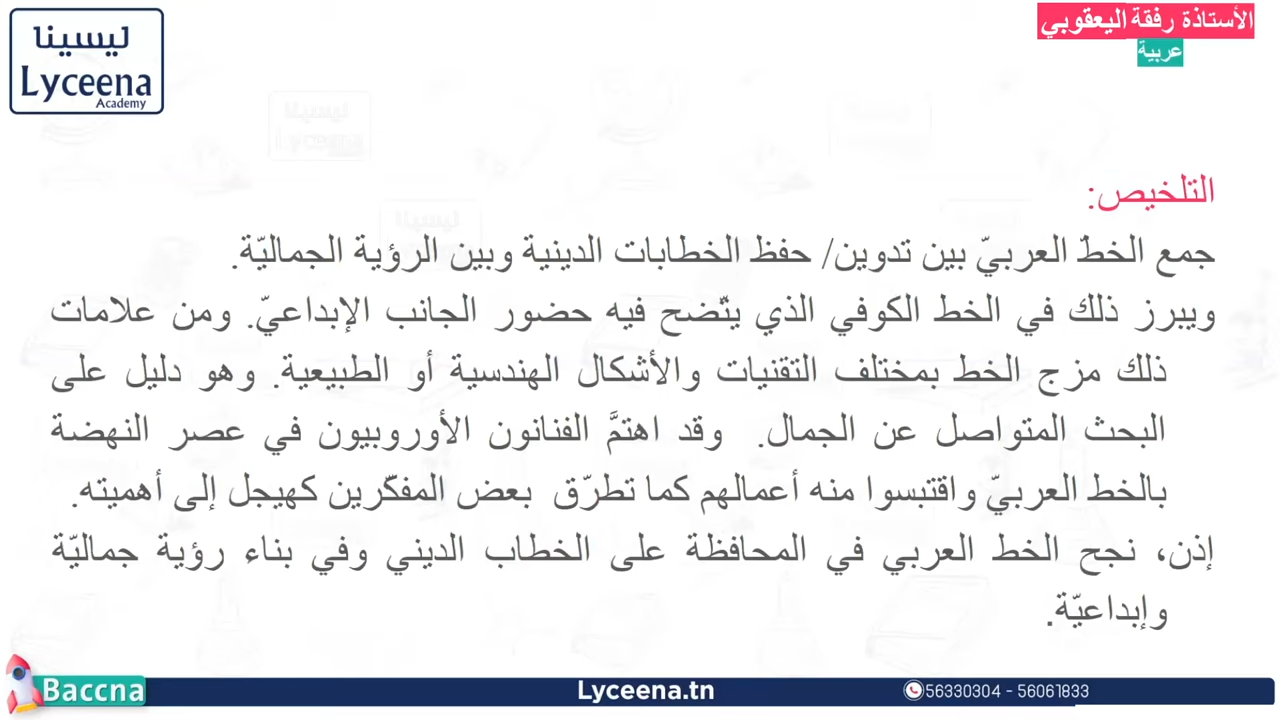 ليسينا
Lyceena
Academy
الأستاذة رفقة اليعقوبي
عربية
التلخيص:
جمع الخطّ العربيّ بين تدوين/ حفظ الخطابات الدينية وبين الرؤية الجماليّة.
ويبرز ذلك في الخط الكوفي الذي يتّضح فيه حضور الجانب الإبداعيّ. ومن علامات
ذلك مزج الخط بمختلف التقنيات والأشكال الهندسية أو الطبيعية. وهو دليل على
البحث المتواصل عن الجمال. وقد اهتمَّ الفنانون الأوروبيون في عصر النهضة
بالخط العربيّ واقتبسوا منه أعمالهم كما تطرّق بعض المفكّرين كهيجل إلى أهميته.
إذن، نجح الخط العربي في المحافظة على الخطاب الديني وفي بناء رؤية جماليّة
وإبداعيّة.
Baccna
Lyceena.tn
56330304 - 56061833